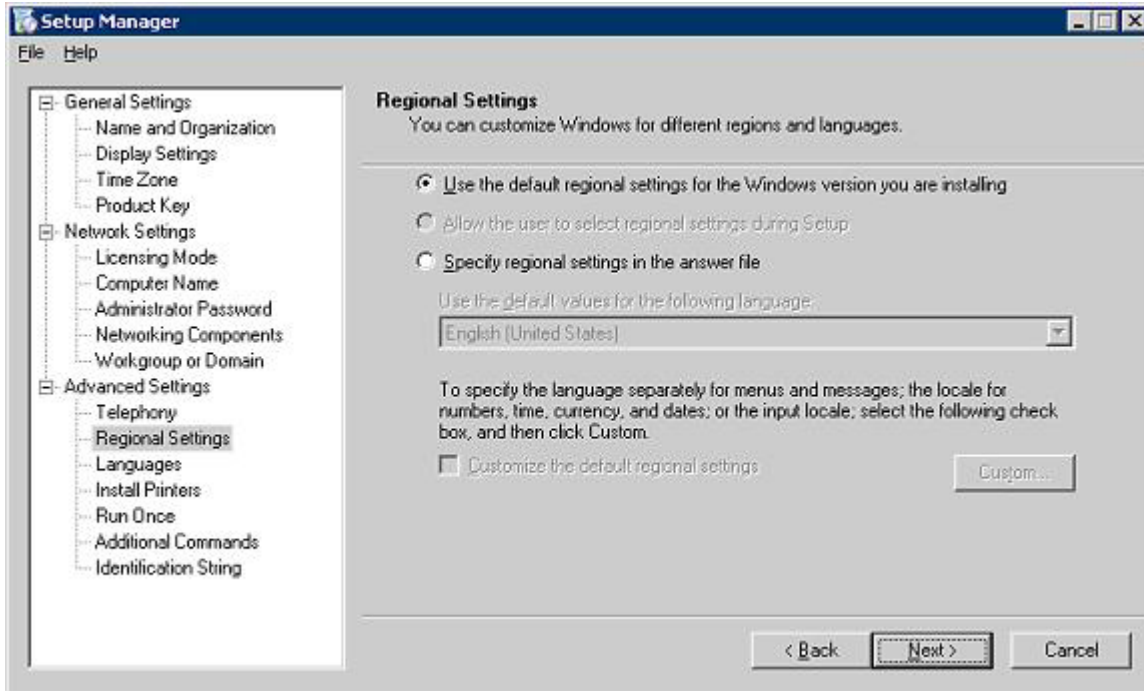 Setup Manager
File Help
General Settings
Name and Organization
Display Settings
Time Zone
Product Key
Network Settings
Licensing Mode
Computer Name
Administrator Password
Networking Components
Workgroup or Domain
Advanced Settings
Telephony
Regional Settings
Languages
Install Printers
Run Once
Additional Commands
Identification String
Regional Settings
You can customize Windows for different regions and languages.
Use the default regional settings for the Windows version you are installing
Allow the user to select regional settings during Setup
Specify regional settings in the answer file
Use the default values for the following language:
English (United States)
To specify the language separately for menus and messages; the locale for
numbers, time, currency, and dates; or the input locale; select the following check
box, and then click Custom.
Customize the default regional settings
Custom...
< Back
Next >
Cancel